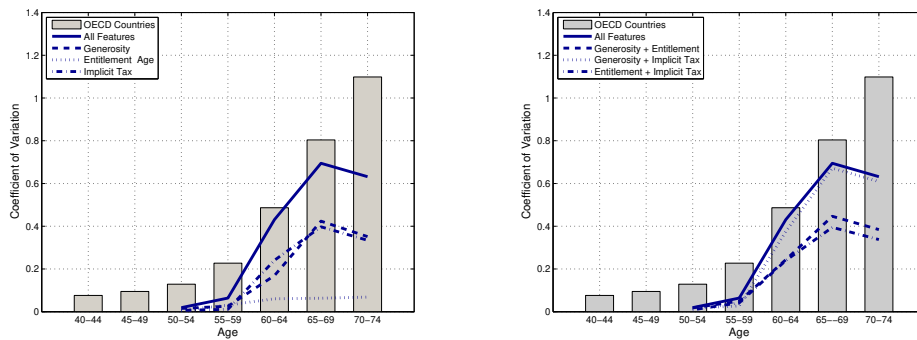 1.4
OECD Countries
All Features
Generosity
Entitlement Age
Implicit Tax
1.2
1
0.8
0.6
0.4
0.2
0
Coefficient of Variation
40−44 45−49 50−54 55−59 60−64 65−69 70−74
Age
1.4
OECD Countries
All Features
Generosity + Entitlement
Generosity + Implicit Tax
Entitlement + Implicit Tax
1.2
1
0.8
0.6
0.4
0.2
0
Coefficient of Variation
40−44 45−49 50−54 55−59 60−64 65−−69 70−74
Age